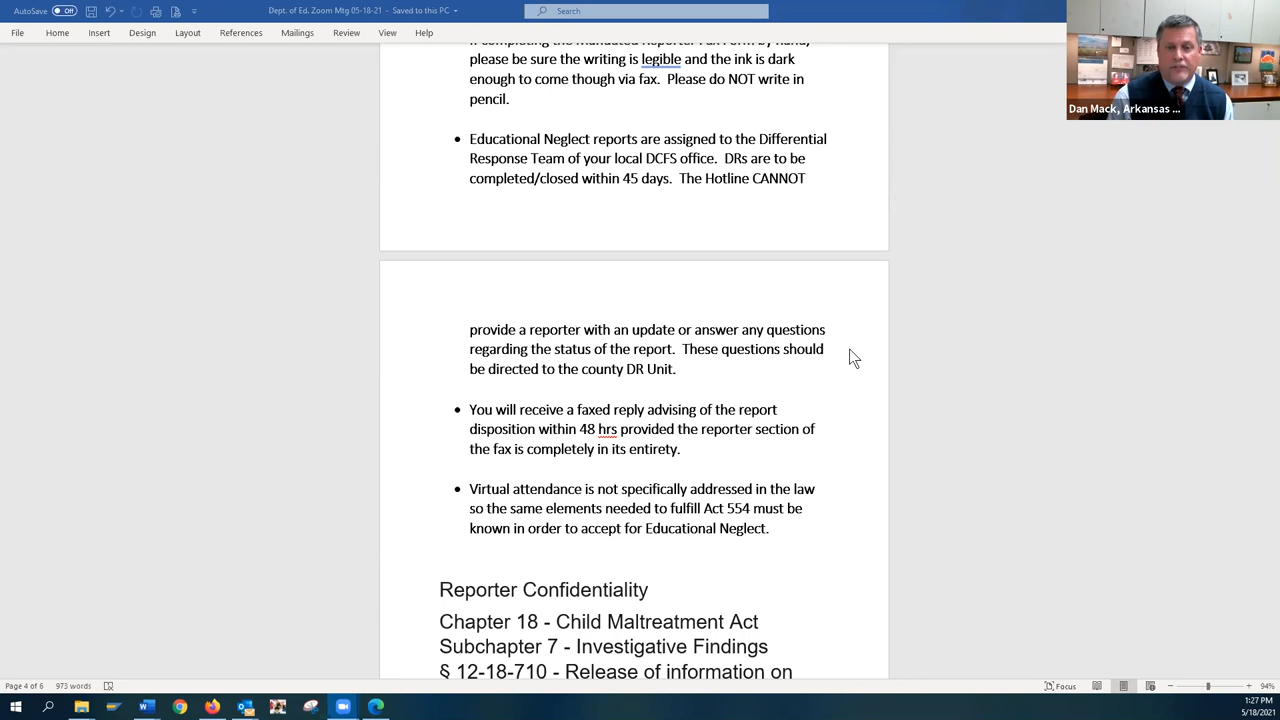 AutoSave Off
Dept. of Ed. Zoom Mtg 05-18-21 - Saved to this PC
Search
File Home Insert Design Layout References Mailings Review View Help
Dan Mack, Arkansas ...
If completing the Mandated Reporter Fax Form by hand,
please be sure the writing is legible and the ink is dark
enough to come though via fax. Please do NOT write in
pencil.
• Educational Neglect reports are assigned to the Differential
Response Team of your local DCFS office. DRs are to be
completed/closed within 45 days. The Hotline CANNOT
provide a reporter with an update or answer any questions
regarding the status of the report. These questions should
be directed to the county DR Unit.
• You will receive a faxed reply advising of the report
disposition within 48 hrs provided the reporter section of
the fax is completely in its entirety.
• Virtual attendance is not specifically addressed in the law
so the same elements needed to fulfill Act 554 must be
known in order to accept for Educational Neglect.
Reporter Confidentiality
Chapter 18 - Child Maltreatment Act
Subchapter 7 - Investigative Findings
§ 12-18-710 - Release of information on
Page 4 of 6 973 words
Focus
94%
1:27 PM
5/18/2021